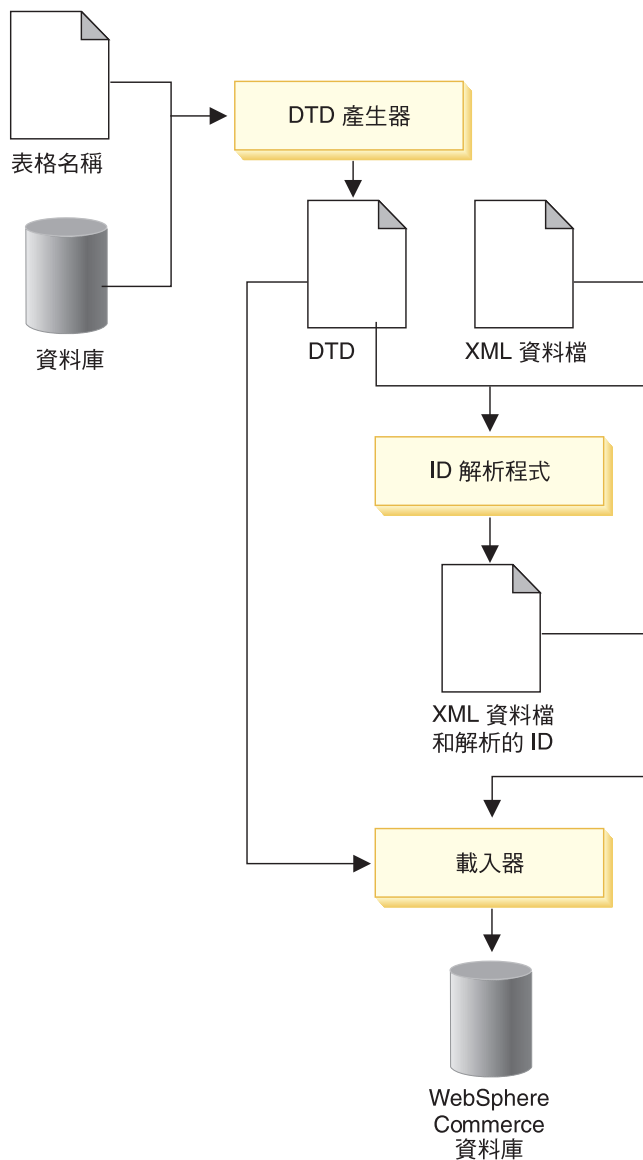 DTD 產生器
表格名稱
資料庫
DTD
XML 資料檔
ID 解析程式
XML 資料檔
和解析的 ID
載入器
WebSphere
Commerce
資料庫